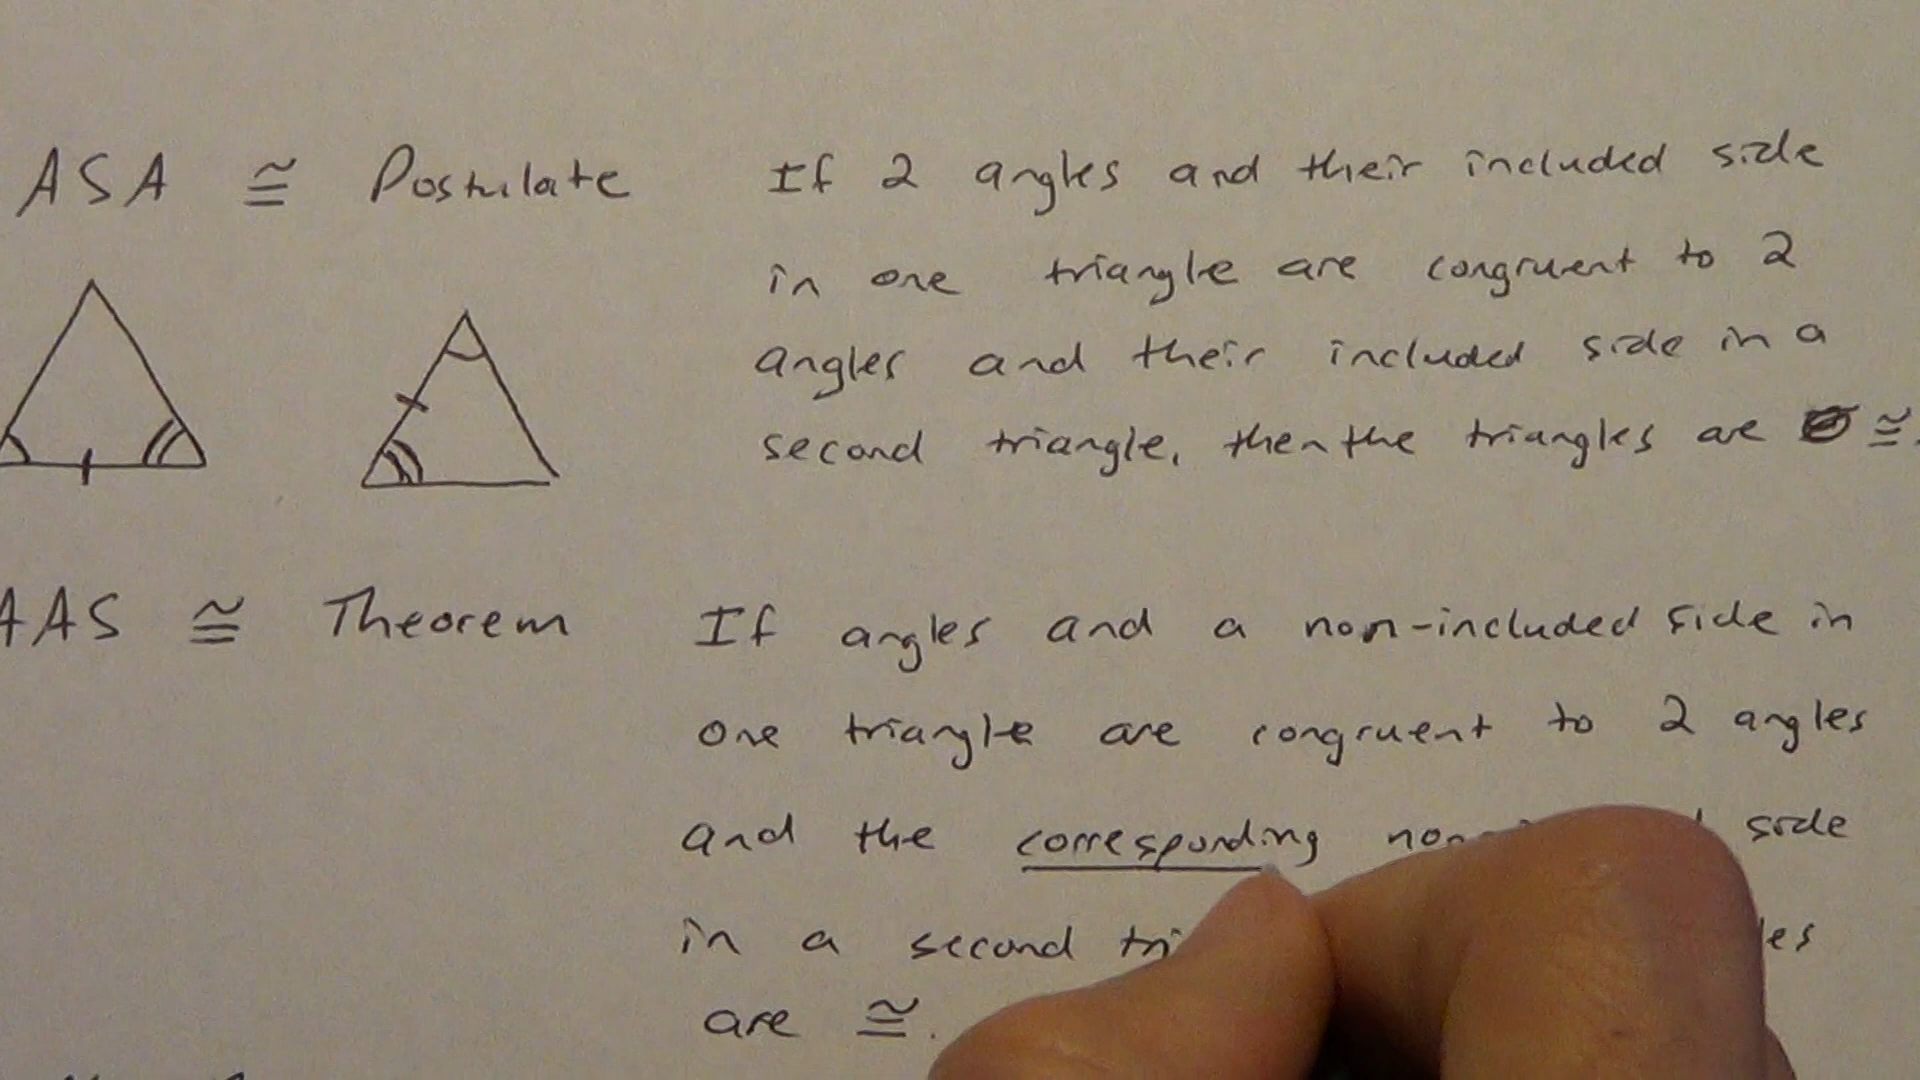 ASA ≅ Postulate If 2 angles and their included side
in one triangle are congruent to 2
angles and their included side in a
second triangle, then the triangles are ≅.
AAS ≅ Theorem If angles and a non-included side in
one triangle are congruent to 2 angles
and the corresponding side
in a second
are ≅.